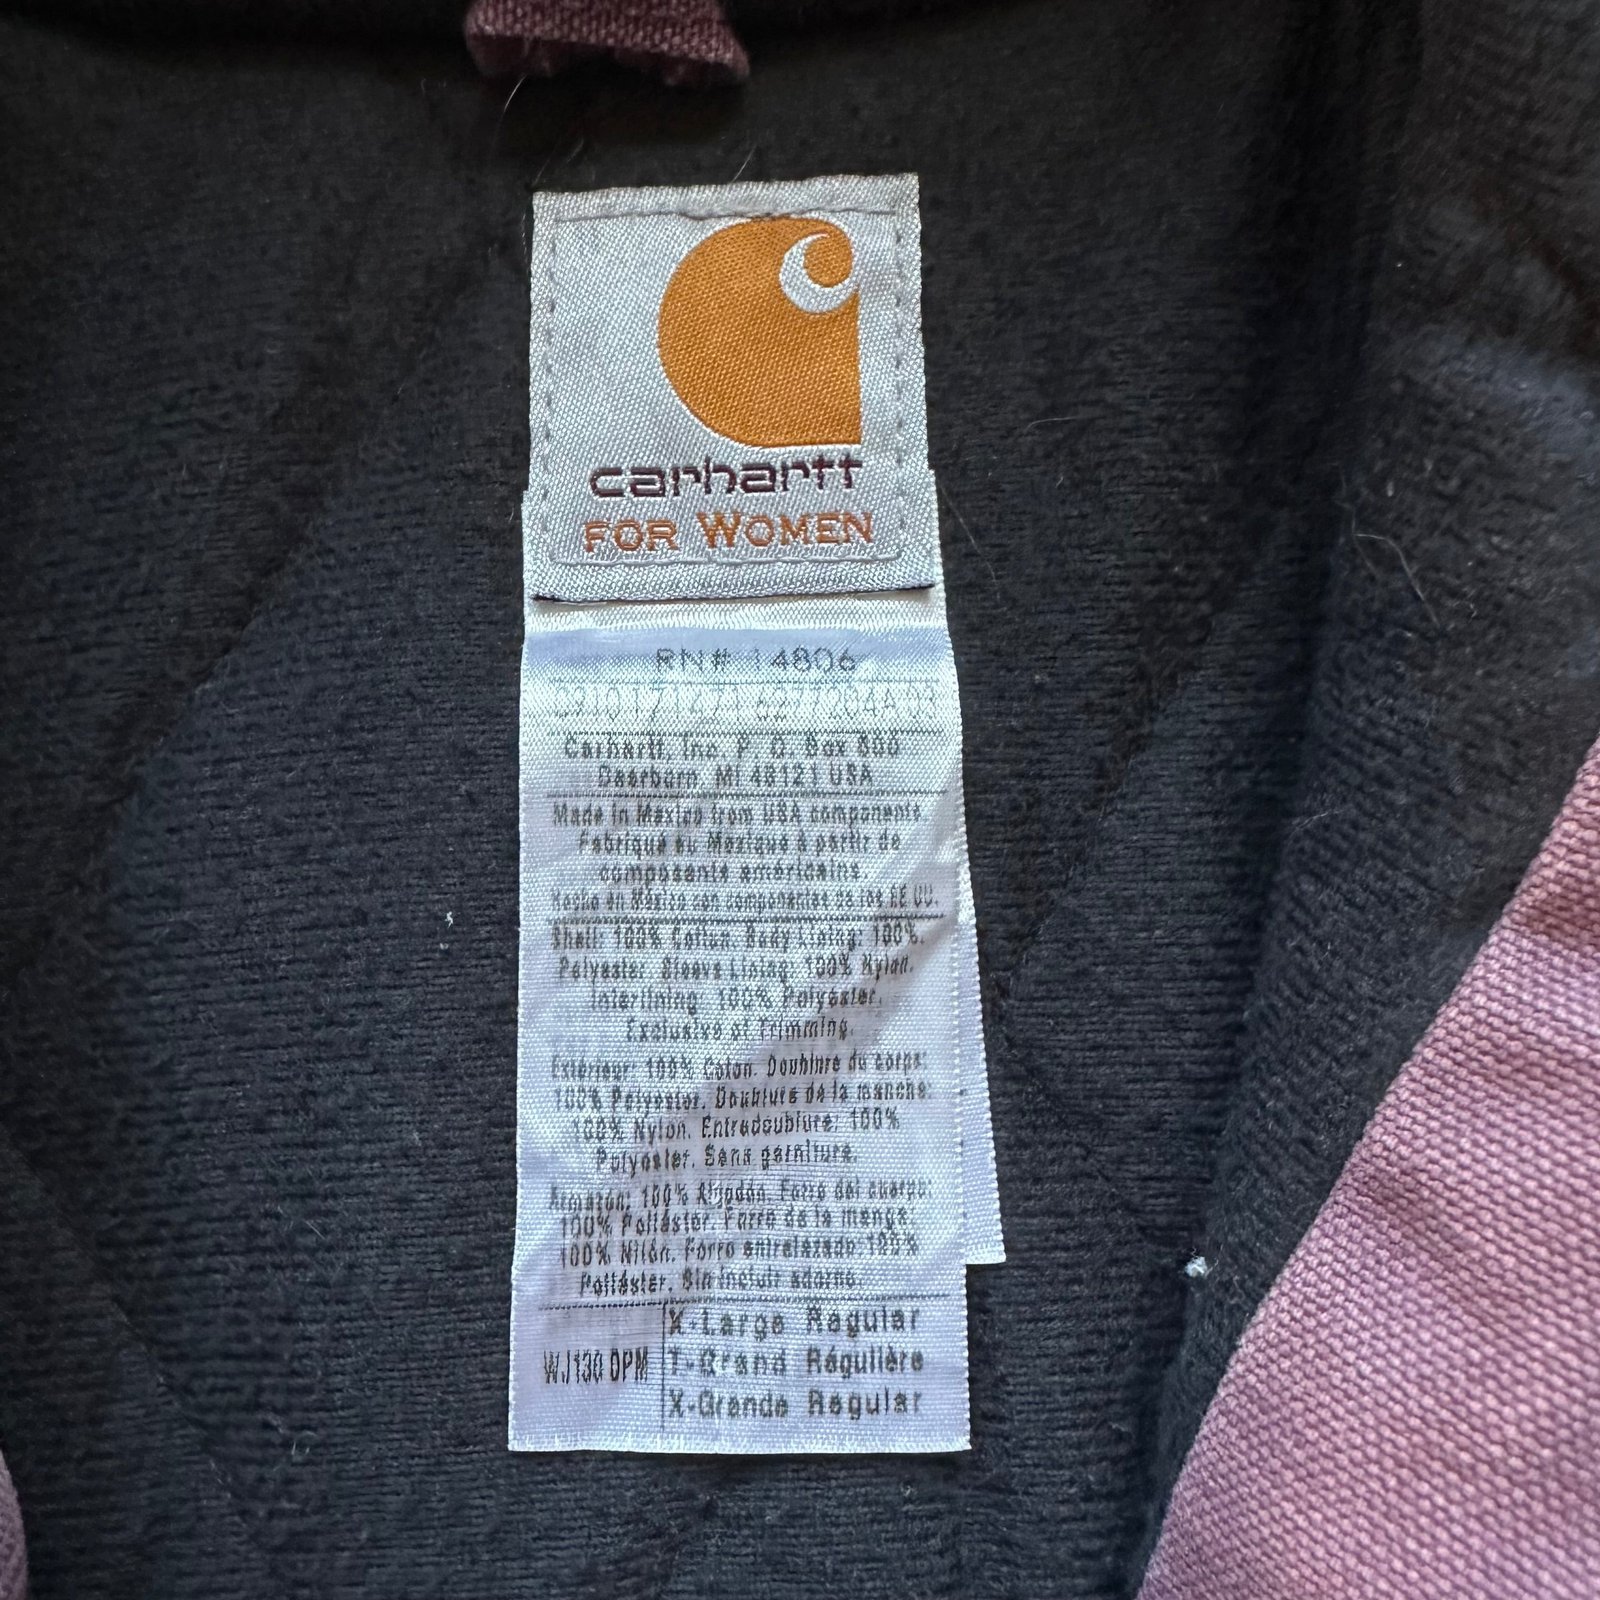 carhartt
FOR WOMEN
RN# 14806
Carhartt, Inc. P. O. Box 600
Dearborn, MI 48121 USA
Made in Mexico from USA components
Fabriqué au Mexique à partir de
composants américains.
Hecho en México con componentes de los EE UU.
Shell: 100% Cotton. Body Lining: 100%.
Polyester. Sleeve Lining: 100% Nylon.
Interlining: 100% Polyester.
Exclusive of Trimming.
Extérieur: 100% Coton. Doublure du corps:
100% Polyester. Doublure de la manche:
100% Nylon. Entredoublure: 100%
Polyester. Sans garniture.
Armazón: 100% Algodón. Forro del cuerpo:
100% Poliéster. Forro de la manga:
100% Nilón. Forro entrelazado: 100%
Poliéster. Sin incluir adorno.
WJ130 DPM
X-Large Regular
T-Grand Régulière
X-Grande Regular